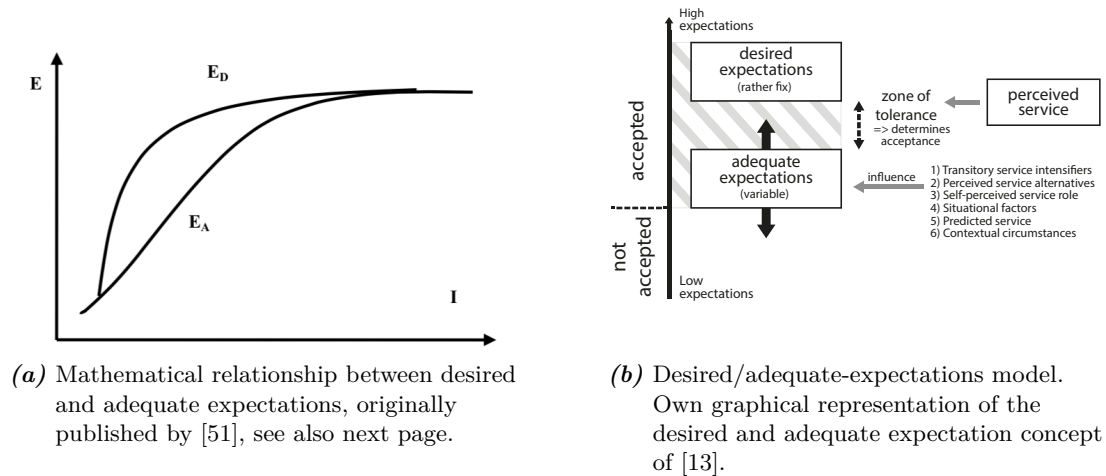 E
E_D
E_A
I
(a) Mathematical relationship between desired
and adequate expectations, originally
published by [51], see also next page.
High
expectations
desired
expectations
(rather fix)
accepted
zone of
tolerance
=> determines
acceptance
perceived
service
adequate
expectations
(variable)
influence
1) Transitory service intensifiers
2) Perceived service alternatives
3) Self-perceived service role
4) Situational factors
5) Predicted service
6) Contextual circumstances
not
accepted
Low
expectations
(b) Desired/adequate-expectations model.
Own graphical representation of the
desired and adequate expectation concept
of [13].